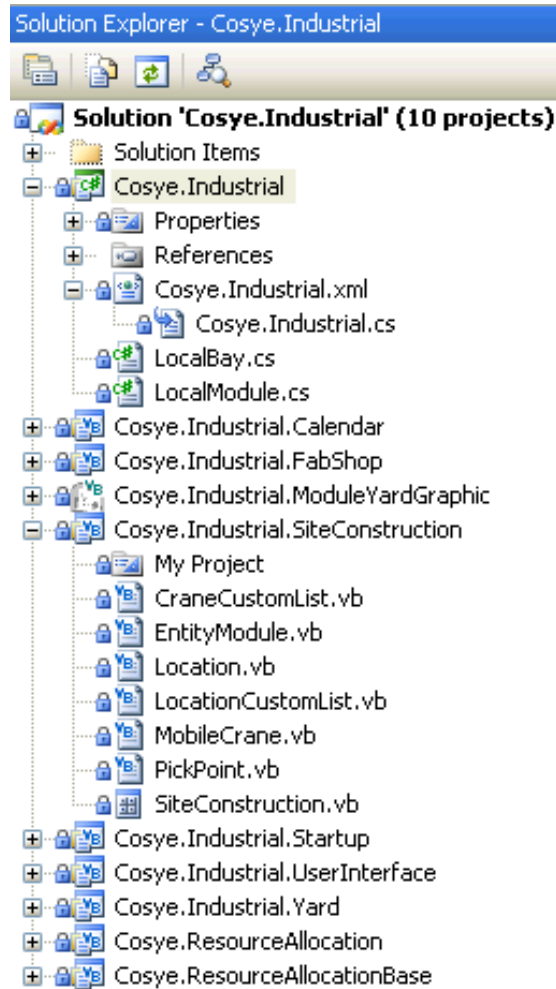 Solution Explorer - Cosye.Industrial
Solution 'Cosye.Industrial' (10 projects)
Solution Items
Cosye.Industrial
Properties
References
Cosye.Industrial.xml
Cosye.Industrial.cs
LocalBay.cs
LocalModule.cs
Cosye.Industrial.Calendar
Cosye.Industrial.FabShop
Cosye.Industrial.ModuleYardGraphic
Cosye.Industrial.SiteConstruction
My Project
CraneCustomList.vb
EntityModule.vb
Location.vb
LocationCustomList.vb
MobileCrane.vb
PickPoint.vb
SiteConstruction.vb
Cosye.Industrial.Startup
Cosye.Industrial.UserInterface
Cosye.Industrial.Yard
Cosye.ResourceAllocation
Cosye.ResourceAllocationBase